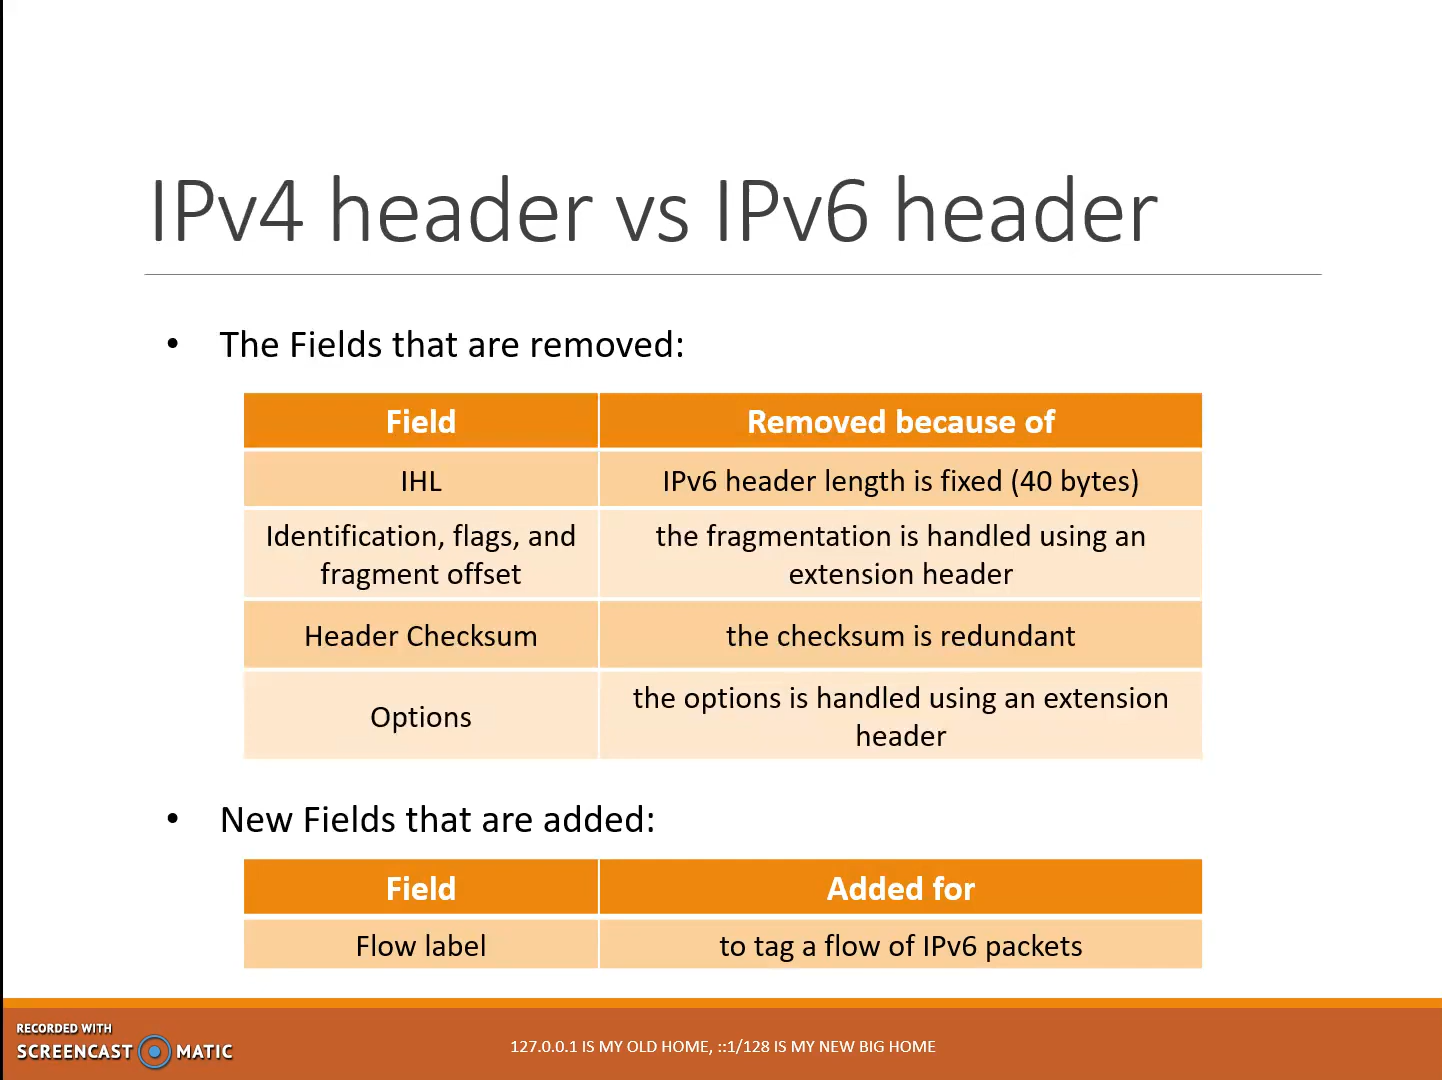 IPv4 header vs IPv6 header
• The Fields that are removed:
Field Removed because of
IHL IPv6 header length is fixed (40 bytes)
Identification, flags, and
fragment offset
the fragmentation is handled using an
extension header
Header Checksum the checksum is redundant
Options
the options is handled using an extension
header
• New Fields that are added:
Field Added for
Flow label to tag a flow of IPv6 packets
RECORDED WITH
SCREENCAST MATIC
127.0.0.1 IS MY OLD HOME, ::1/128 IS MY NEW BIG HOME